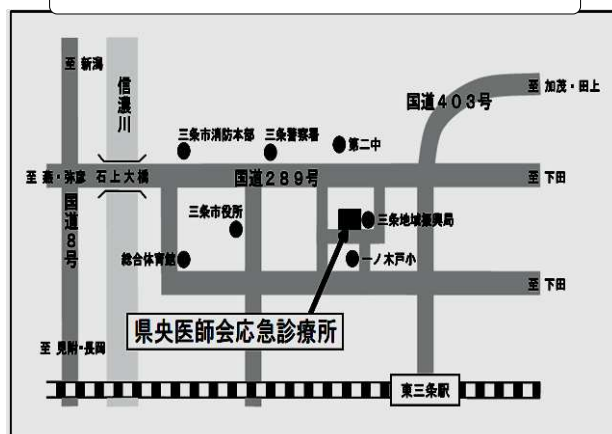 至 新潟
信濃川
国道403号
至 加茂・田上
三条市消防本部
三条警察署
第二中
至 燕・弥彦
石上大橋
国道289号
至 下田
国道8号
三条市役所
三条地域振興局
総合体育館
一ノ木戸小
至 下田
県央医師会応急診療所
至 見附・長岡
東三条駅